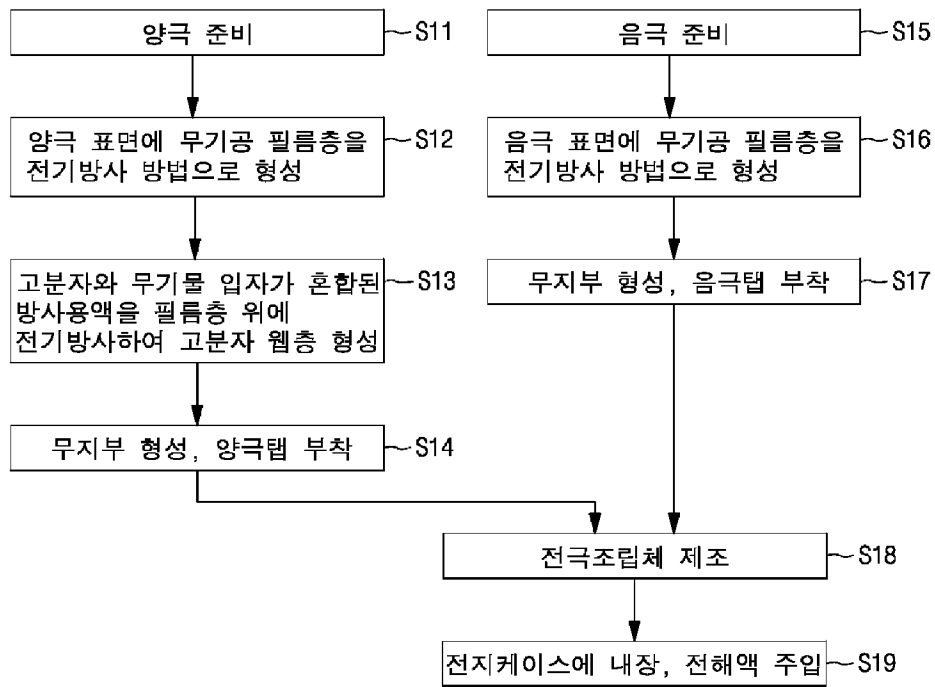 양극 준비
S11
양극 표면에 무기공 필름층을
전기방사 방법으로 형성
S12
고분자와 무기물 입자가 혼합된
방사용액을 필름층 위에
전기방사하여 고분자 웹층 형성
S13
무지부 형성, 양극탭 부착
S14
음극 준비
S15
음극 표면에 무기공 필름층을
전기방사 방법으로 형성
S16
무지부 형성, 음극탭 부착
S17
전극조립체 제조
S18
전지케이스에 내장, 전해액 주입
S19